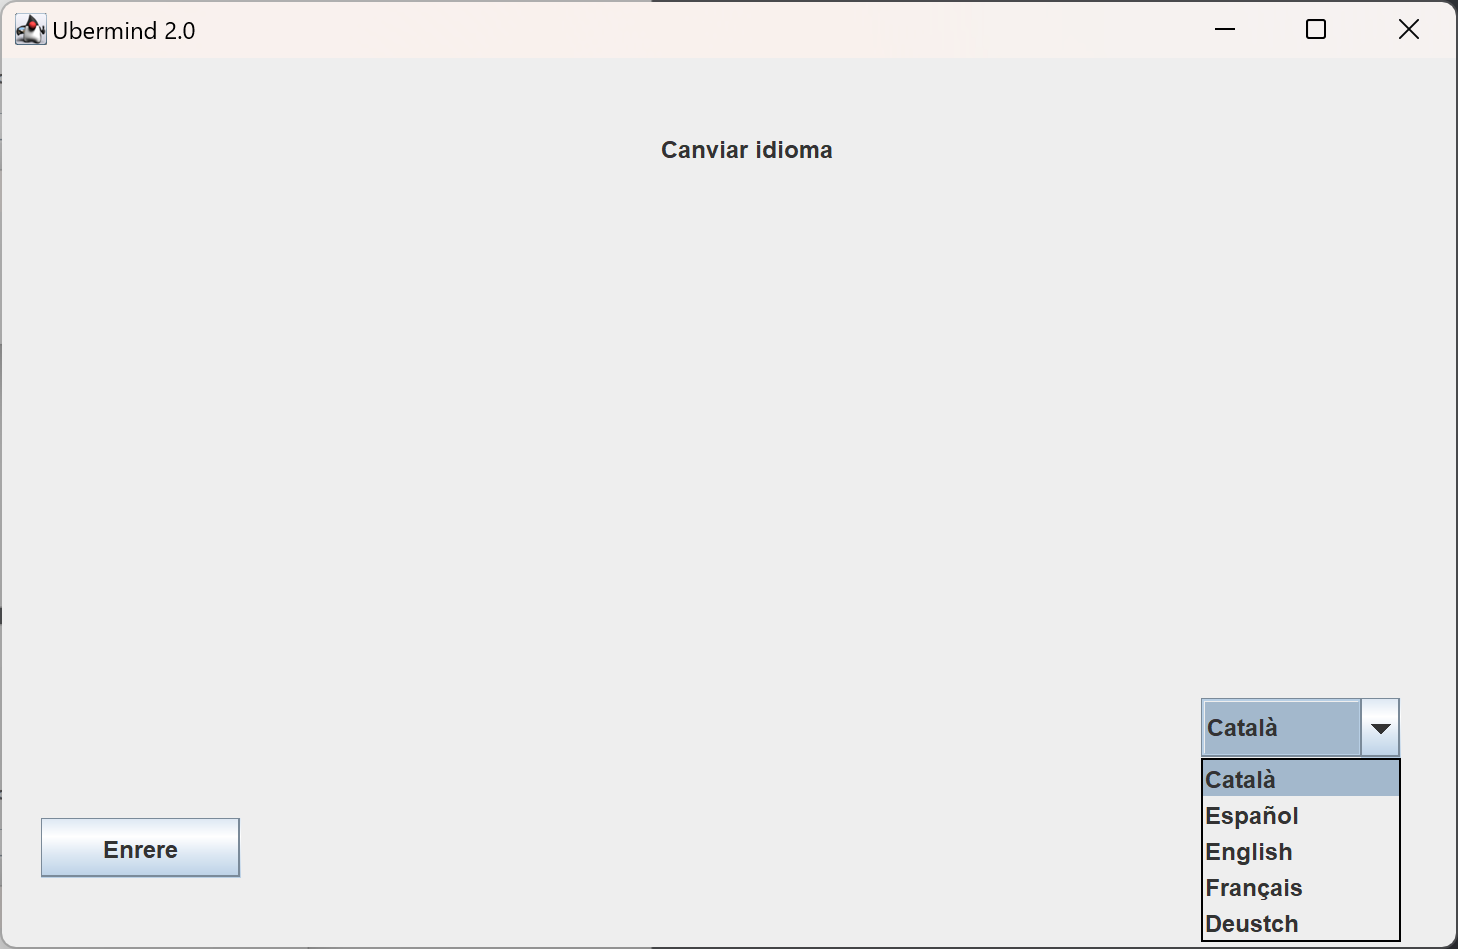 Ubermind 2.0
Canviar idioma
Català
Català
Español
English
Français
Deustch
Enrere